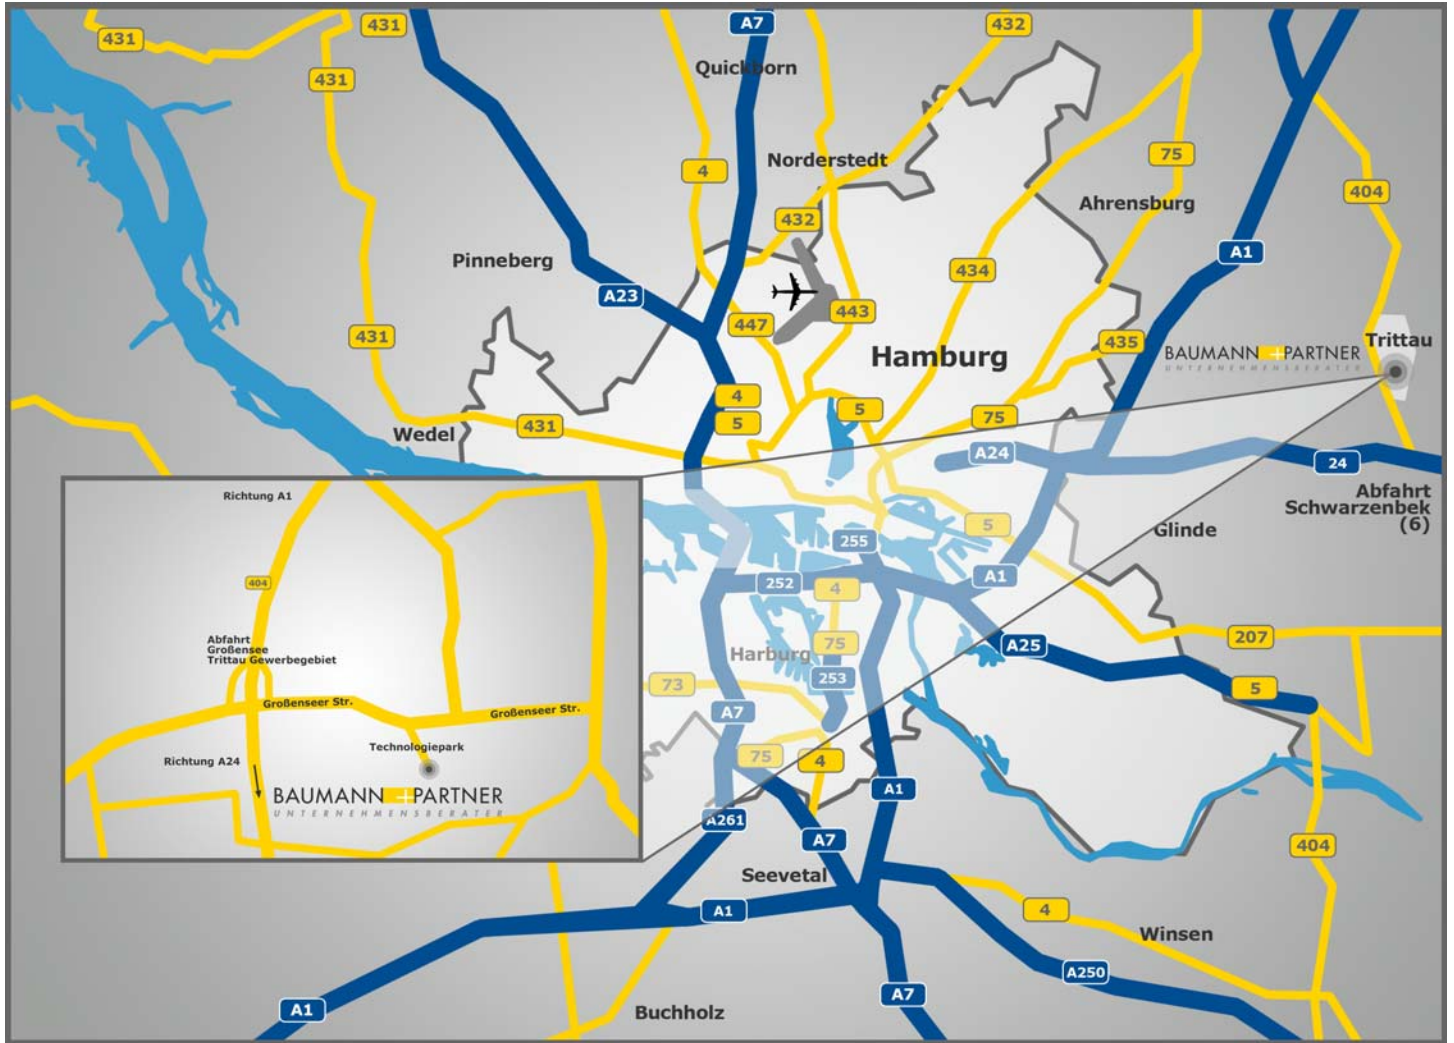 431
431
A7
432
Quickborn
431
4
Norderstedt
75
404
Ahrensburg
432
A1
Pinneberg
434
A23
447
443
431
435
Trittau
BAUMANN PARTNER
UNTERNEHMENSBERATER
Hamburg
4
5
5
75
431
Wedel
A24
24
Abfahrt
Schwarzenbek
(6)
Glinde
5
255
252
4
A1
207
A25
75
Harburg
253
73
5
A7
75
4
A1
A261
A7
404
Seevetal
A1
4
Winsen
A250
A7
A1
Buchholz
Richtung A1
404
Abfahrt
Großensee
Trittau Gewerbegebiet
Großenseer Str.
Großenseer Str.
Technologiepark
Richtung A24
BAUMANN PARTNER
UNTERNEHMENSBERATER